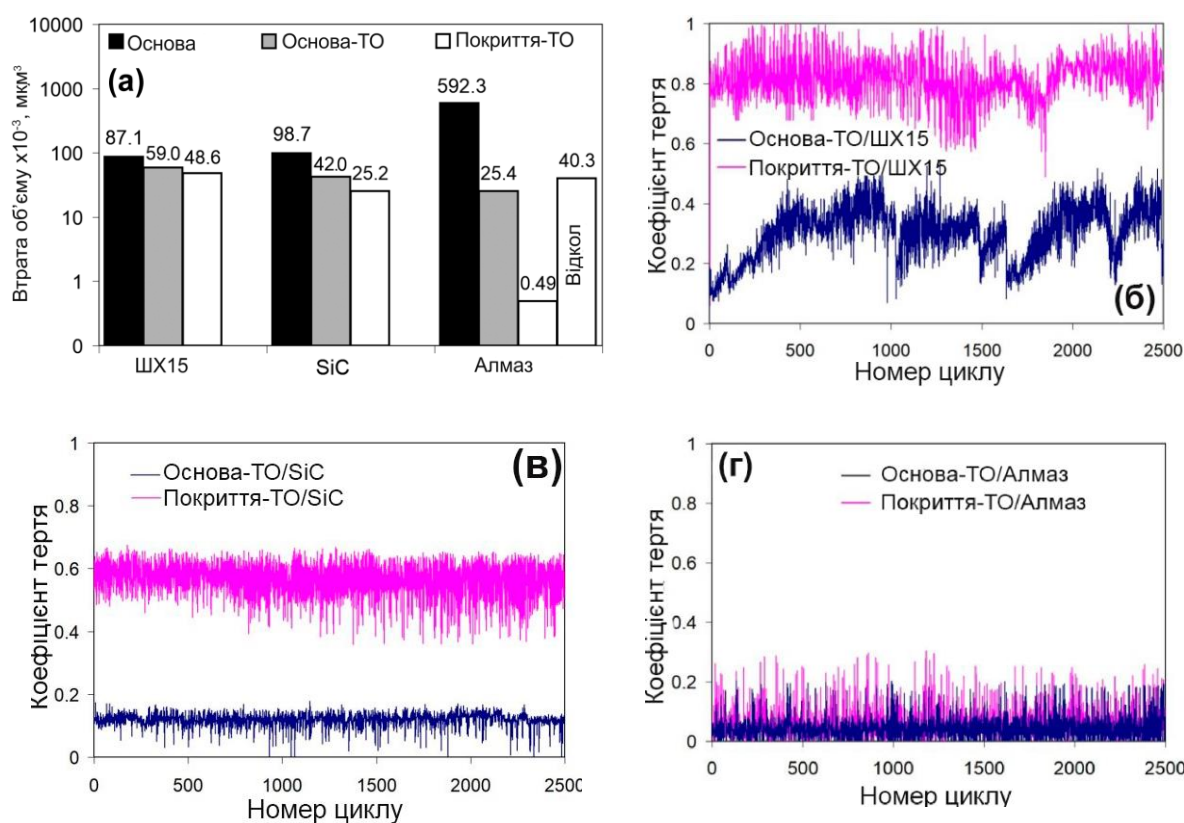 10000
1000
100
10
1
0
Втрата об'єму x10⁻³, мкм³
Основа
Основа-ТО
Покриття-ТО
(а)
87.1
59.0
48.6
98.7
42.0
25.2
592.3
25.4
0.49
40.3
Відкол
ШХ15
SiC
Алмаз
1
0.8
0.6
0.4
0.2
0
Коефіцієнт тертя
Основа-ТО/ШХ15
Покриття-ТО/ШХ15
(б)
0
500
1000
1500
2000
2500
Номер циклу
1
0.8
0.6
0.4
0.2
0
Коефіцієнт тертя
Основа-ТО/SiC
Покриття-ТО/SiC
(в)
0
500
1000
1500
2000
2500
Номер циклу
1
0.8
0.6
0.4
0.2
0
Коефіцієнт тертя
(г)
Основа-ТО/Алмаз
Покриття-ТО/Алмаз
0
500
1000
1500
2000
2500
Номер циклу